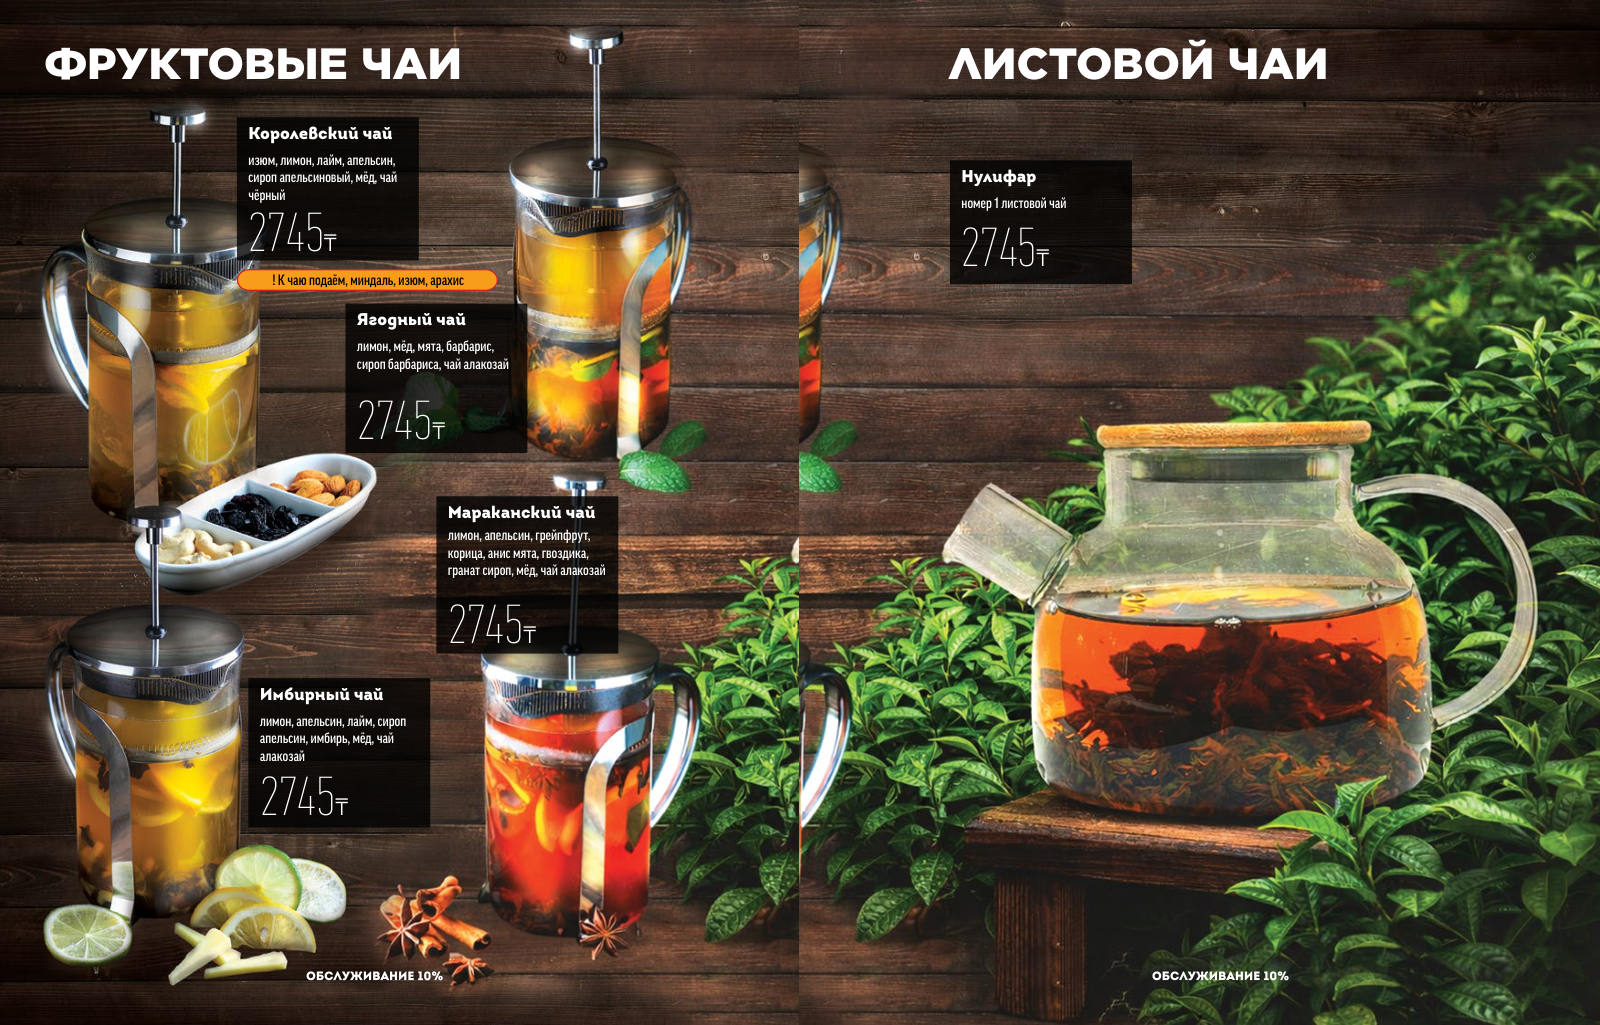 ФРУКТОВЫЕ ЧАИ
Королевский чай
изюм, лимон, лайм, апельсин,
сироп апельсиновый, мёд, чай
чёрный
2745₸
! К чаю подаём, миндаль, изюм, арахис
Ягодный чай
лимон, мёд, мята, барбарис,
сироп барбариса, чай алакозай
2745₸
Мараканский чай
лимон, апельсин, грейпфрут,
корица, анис мята, гвоздика,
гранат сироп, мёд, чай алакозай
2745₸
Имбирный чай
лимон, апельсин, лайм, сироп
апельсин, имбирь, мёд, чай
алакозай
2745₸
ОБСЛУЖИВАНИЕ 10%
ЛИСТОВОЙ ЧАИ
Нулифар
номер 1 листовой чай
2745₸
ОБСЛУЖИВАНИЕ 10%